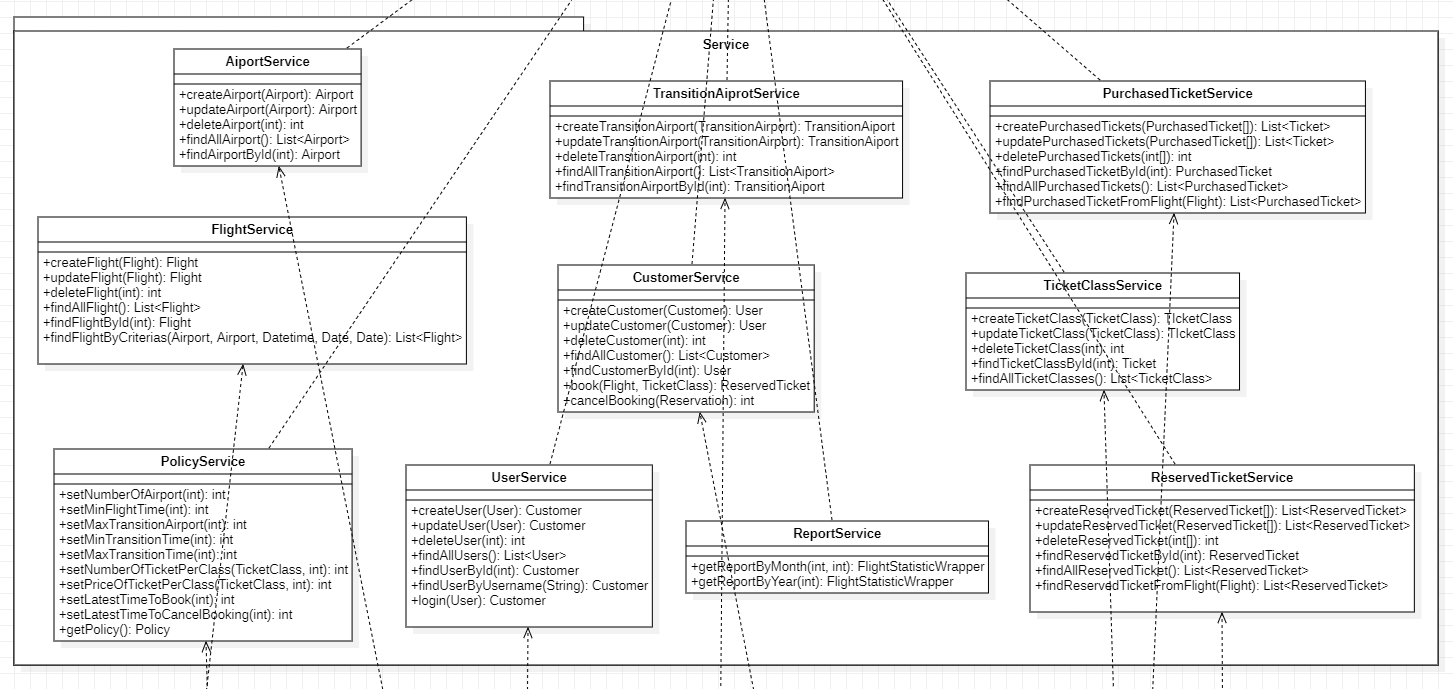 Service
AiportService
+createAirport(Airport): Airport
+updateAirport(Airport): Airport
+deleteAirport(int): int
+findAllAirport(): List<Airport>
+findAirportById(int): Airport
TransitionAiprotService
+createTransitionAirport(TransitionAirport): TransitionAiport
+updateTransitionAirport(TransitionAirport): TransitionAiport
+deleteTransitionAirport(int): int
+findAllTransitionAirport(): List<TransitionAiport>
+findTransitionAirportById(int): TransitionAiport
PurchasedTicketService
+createPurchasedTickets(PurchasedTicket[]): List<Ticket>
+updatePurchasedTickets(PurchasedTicket[]): List<Ticket>
+deletePurchasedTickets(int[]): int
+findPurchasedTicketById(int): PurchasedTicket
+findAllPurchasedTickets(): List<PurchasedTicket>
+findPurchasedTicketFromFlight(Flight): List<PurchasedTicket>
FlightService
+createFlight(Flight): Flight
+updateFlight(Flight): Flight
+deleteFlight(int): int
+findAllFlight(): List<Flight>
+findFlightById(int): Flight
+findFlightByCriterias(Airport, Airport, Datetime, Date, Date): List<Flight>
CustomerService
+createCustomer(Customer): User
+updateCustomer(Customer): User
+deleteCustomer(int): int
+findAllCustomer(): List<Customer>
+findCustomerById(int): User
+book(Flight, TicketClass): ReservedTicket
+cancelBooking(Reservation): int
TicketClassService
+createTicketClass(TicketClass): TIcketClass
+updateTicketClass(TicketClass): TIcketClass
+deleteTicketClass(int): int
+findTicketClassById(int): Ticket
+findAllTicketClasses(): List<TicketClass>
PolicyService
+setNumberOfAirport(int): int
+setMinFlightTime(int): int
+setMaxTransitionAirport(int): int
+setMinTransitionTime(int): int
+setMaxTransitionTime(int): int
+setNumberOfTicketPerClass(TicketClass, int): int
+setPriceOfTicketPerClass(TicketClass, int): int
+setLatestTimeToBook(int): int
+setLatestTimeToCancelBooking(int): int
+getPolicy(): Policy
UserService
+createUser(User): Customer
+updateUser(User): Customer
+deleteUser(int): int
+findAllUsers(): List<User>
+findUserById(int): Customer
+findUserByUsername(String): Customer
+login(User): Customer
ReportService
+getReportByMonth(int, int): FlightStatisticWrapper
+getReportByYear(int): FlightStatisticWrapper
ReservedTicketService
+createReservedTicket(ReservedTicket[]): List<ReservedTicket>
+updateReservedTicket(ReservedTicket[]): List<ReservedTicket>
+deleteReservedTicket(int[]): int
+findReservedTicketById(int): ReservedTicket
+findAllReservedTicket(): List<ReservedTicket>
+findReservedTicketFromFlight(Flight): List<ReservedTicket>